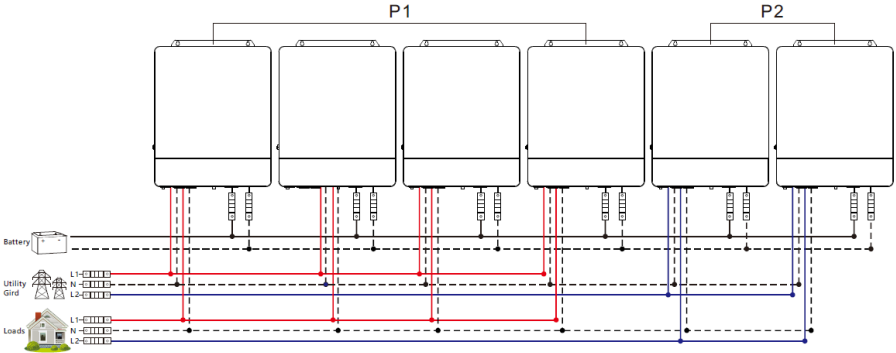 P1
P2
Battery
Utility
Gird
L1
N
L2
Loads
L1
N
L2